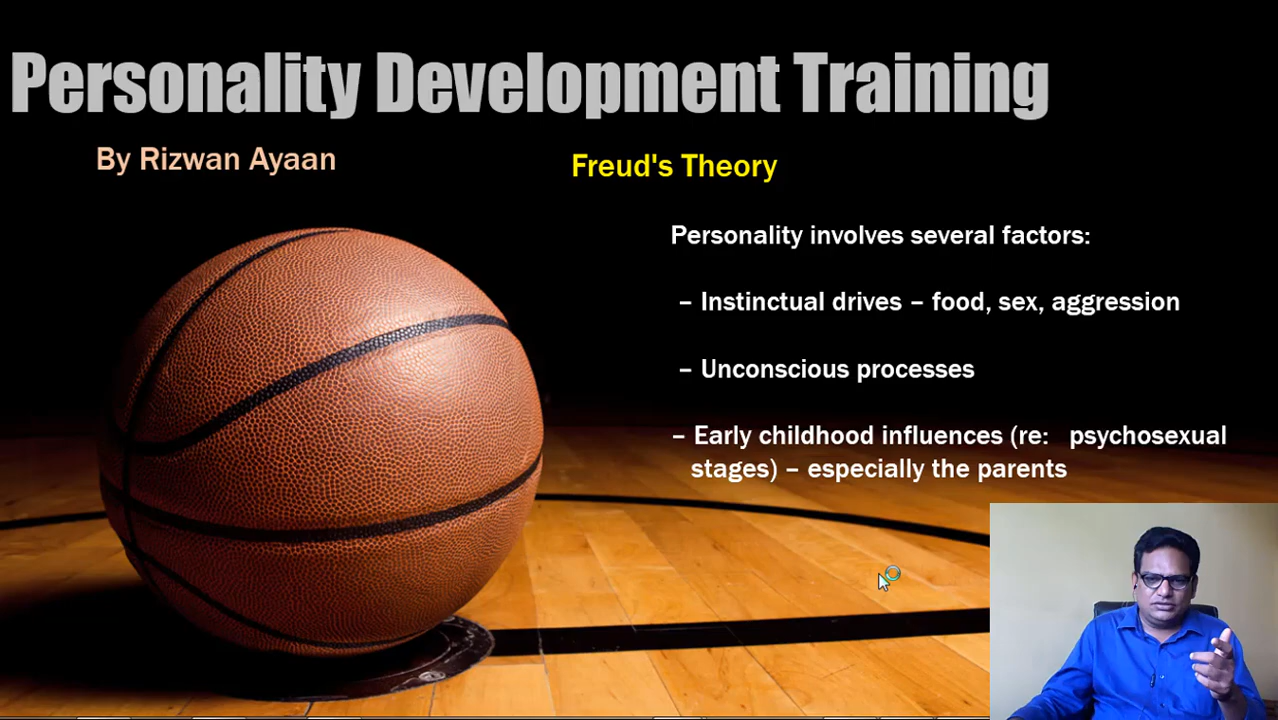 Personality Development Training
By Rizwan Ayaan
Freud's Theory
Personality involves several factors:
– Instinctual drives – food, sex, aggression
– Unconscious processes
– Early childhood influences (re: psychosexual
stages) – especially the parents